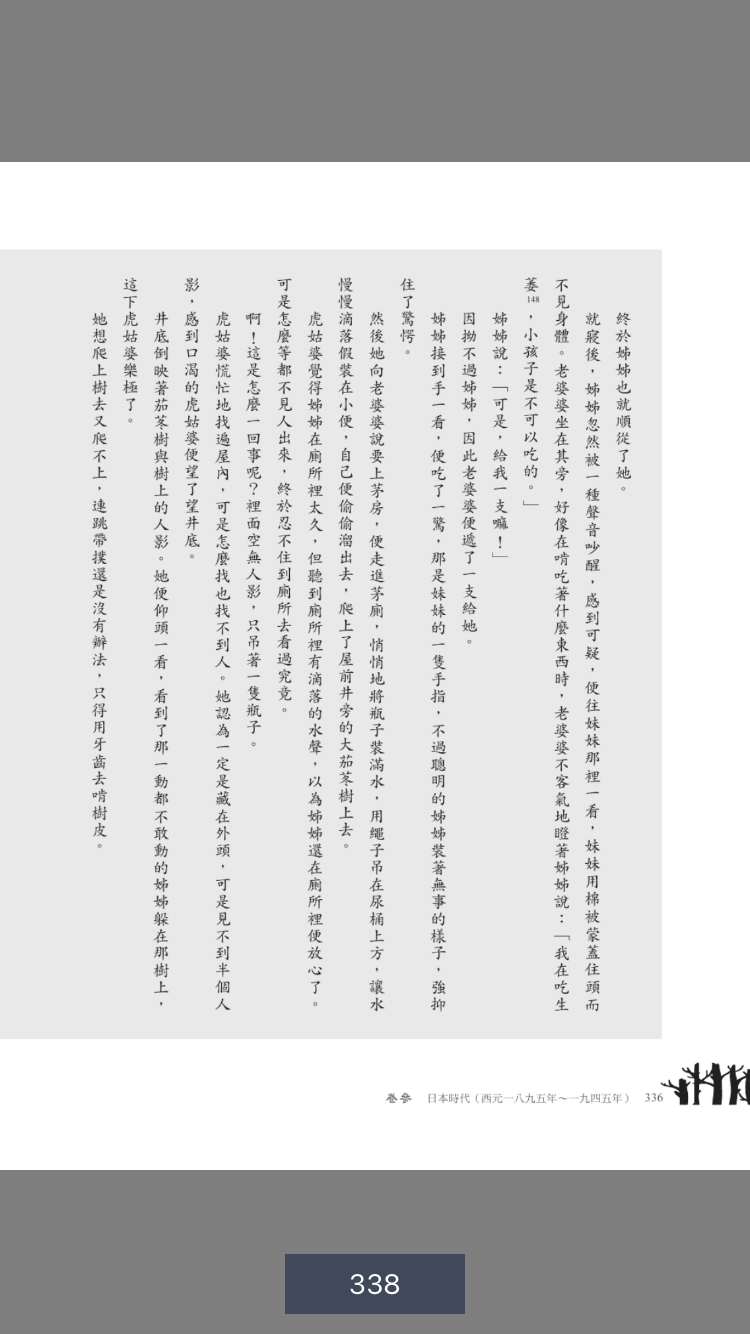 終於姊姊也就順從了她。
就寢後，姊姊忽然被一種聲音吵醒，感到可疑，便往妹妹那裡一看，妹妹用棉被蒙蓋住頭而
不見身體。老婆婆坐在其旁，好像在啃吃著什麼東西時，老婆婆不客氣地瞪著姊姊說：「我在吃生
薑148，小孩子是不可以吃的。」
姊姊說：「可是，給我一支嘛！」
因拗不過姊姊，因此老婆婆便遞了一支給她。
姊姊接到手一看，便吃了一驚，那是妹妹的一隻手指，不過聰明的姊姊裝著無事的樣子，強抑
住了驚愕。
然後她向老婆婆說要上茅房，便走進茅廁，悄悄地將瓶子裝滿水，用繩子吊在尿桶上方，讓水
慢慢滴落假裝在小便，自己便偷偷溜出去，爬上了屋前井旁的大茄苳樹上去。
虎姑婆覺得姊姊在廁所裡太久，但聽到廁所裡有滴落的水聲，以為姊姊還在廁所裡便放心了。
可是怎麼等都不見人出來，終於忍不住到廁所去看過究竟。
啊！這是怎麼一回事呢？裡面空無人影，只吊著一隻瓶子。
虎姑婆慌忙地找遍屋內，可是怎麼找也找不到人。她認為一定是藏在外頭，可是見不到半個人
影，感到口渴的虎姑婆便望了望井底。
井底倒映著茄苳樹與樹上的人影。她便仰頭一看，看到了那一動都不敢動的姊姊躲在那樹上，
這下虎姑婆樂極了。
她想爬上樹去又爬不上，連跳帶撲還是沒有辦法，只得用牙齒去啃樹皮。
卷參 日本時代（西元一八九五年～一九四五年） 336
338